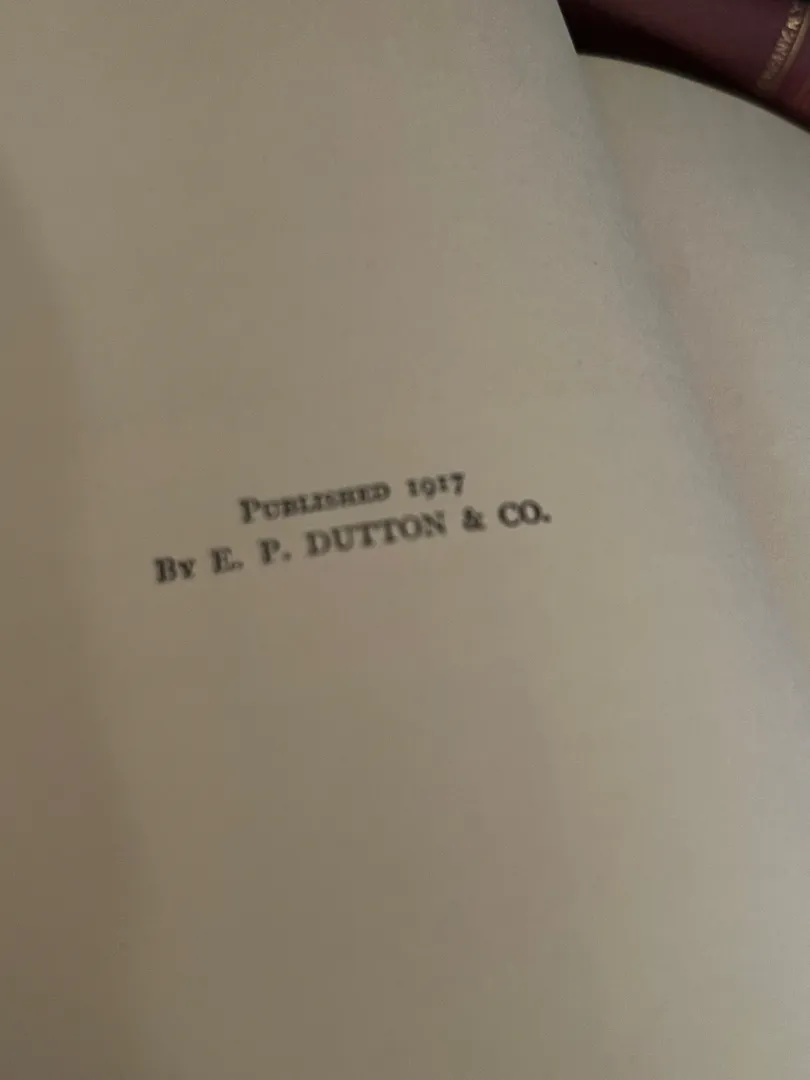 Published 1917
By E. P. DUTTON & CO.